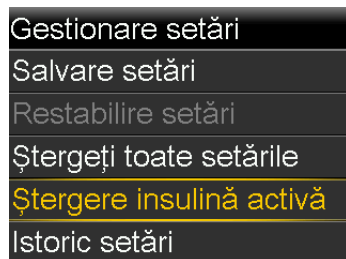 Gestionare setări
Salvare setări
Restabilire setări
Ștergeți toate setările
Ștergere insulină activă
Istoric setări